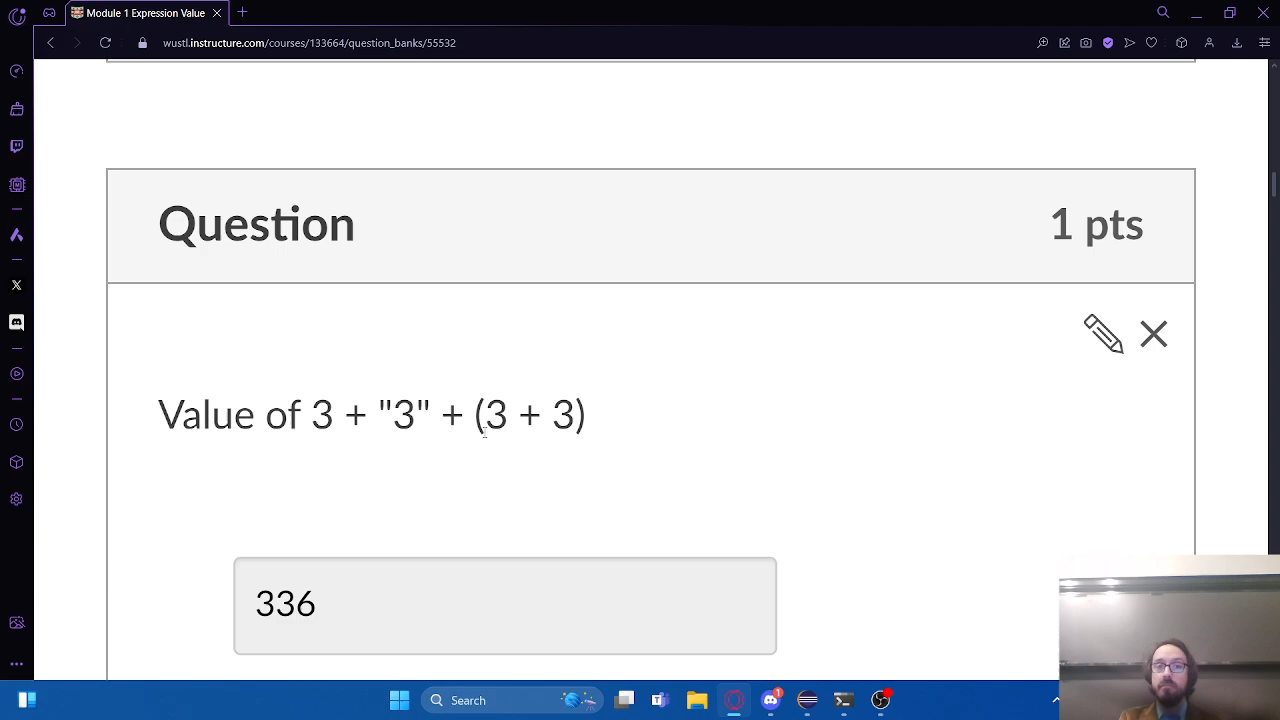 Module 1 Expression Value
wustl.instructure.com/courses/133664/question_banks/55532
Question
1 pts
Value of 3 + "3" + (3 + 3)
336
Search
1